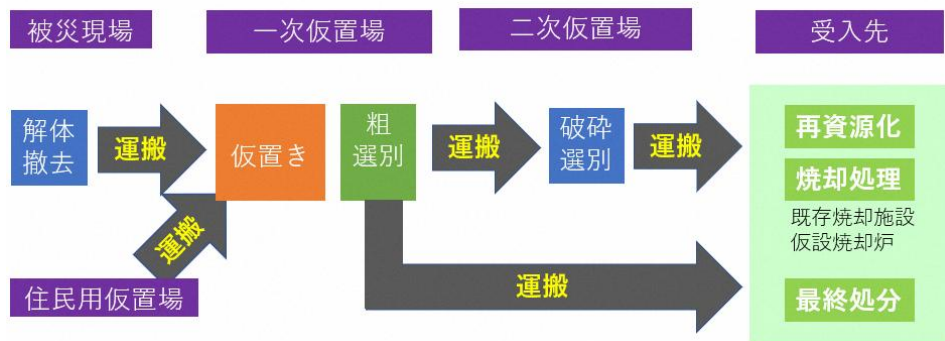 被災現場
一次仮置場
二次仮置場
受入先
解体
撤去
運搬
仮置き
粗
選別
運搬
破砕
選別
運搬
再資源化
焼却処理
既存焼却施設
仮設焼却炉
運搬
住民用仮置場
運搬
最終処分